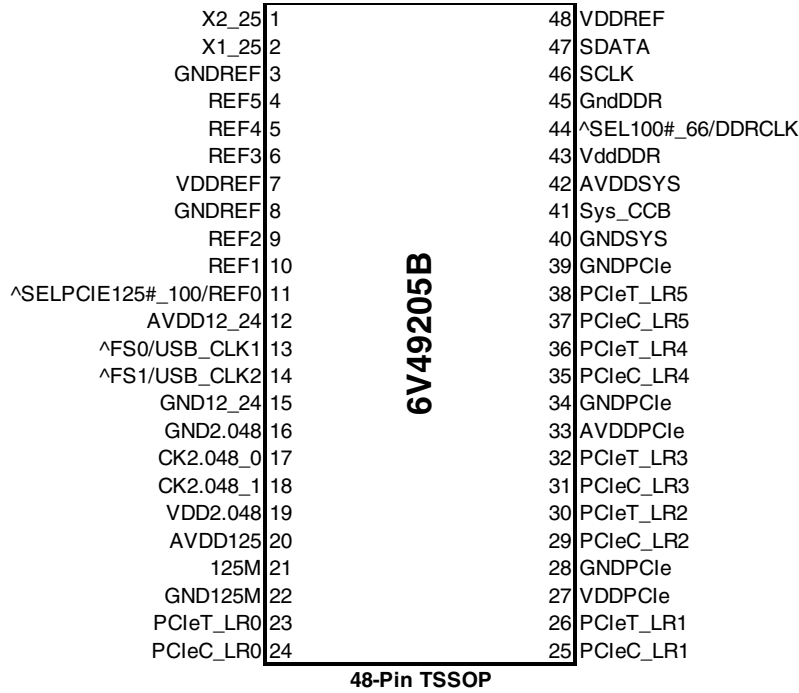 X2_25 1 48 VDDREF
X1_25 2 47 SDATA
GNDREF 3 46 SCLK
REF5 4 45 GndDDR
REF4 5 44 ^SEL100#_66/DDRCLK
REF3 6 43 VddDDR
VDDREF 7 42 AVDDSYS
GNDREF 8 41 Sys_CCB
REF2 9 40 GNDSYS
REF1 10 39 GNDPCIe
^SELPCIE125#_100/REF0 11 38 PCIeT_LR5
AVDD12_24 12 37 PCIeC_LR5
^FS0/USB_CLK1 13 36 PCIeT_LR4
^FS1/USB_CLK2 14 35 PCIeC_LR4
GND12_24 15 34 GNDPCIe
GND2.048 16 33 AVDDPCIe
CK2.048_0 17 32 PCIeT_LR3
CK2.048_1 18 31 PCIeC_LR3
VDD2.048 19 30 PCIeT_LR2
AVDD125 20 29 PCIeC_LR2
125M 21 28 GNDPCIe
GND125M 22 27 VDDPCIe
PCIeT_LR0 23 26 PCIeT_LR1
PCIeC_LR0 24 25 PCIeC_LR1
6V49205B
48-Pin TSSOP